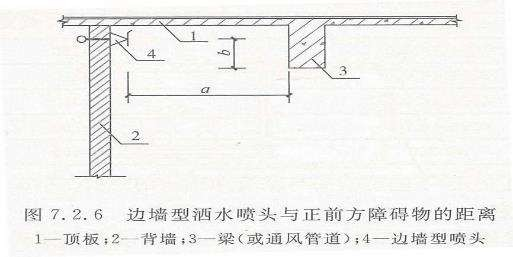 1
4
b
3
a
2
图 7.2.6 边墙型洒水喷头与正前方障碍物的距离
1—顶板;2—背墙;3—梁(或通风管道);4—边墙型喷头